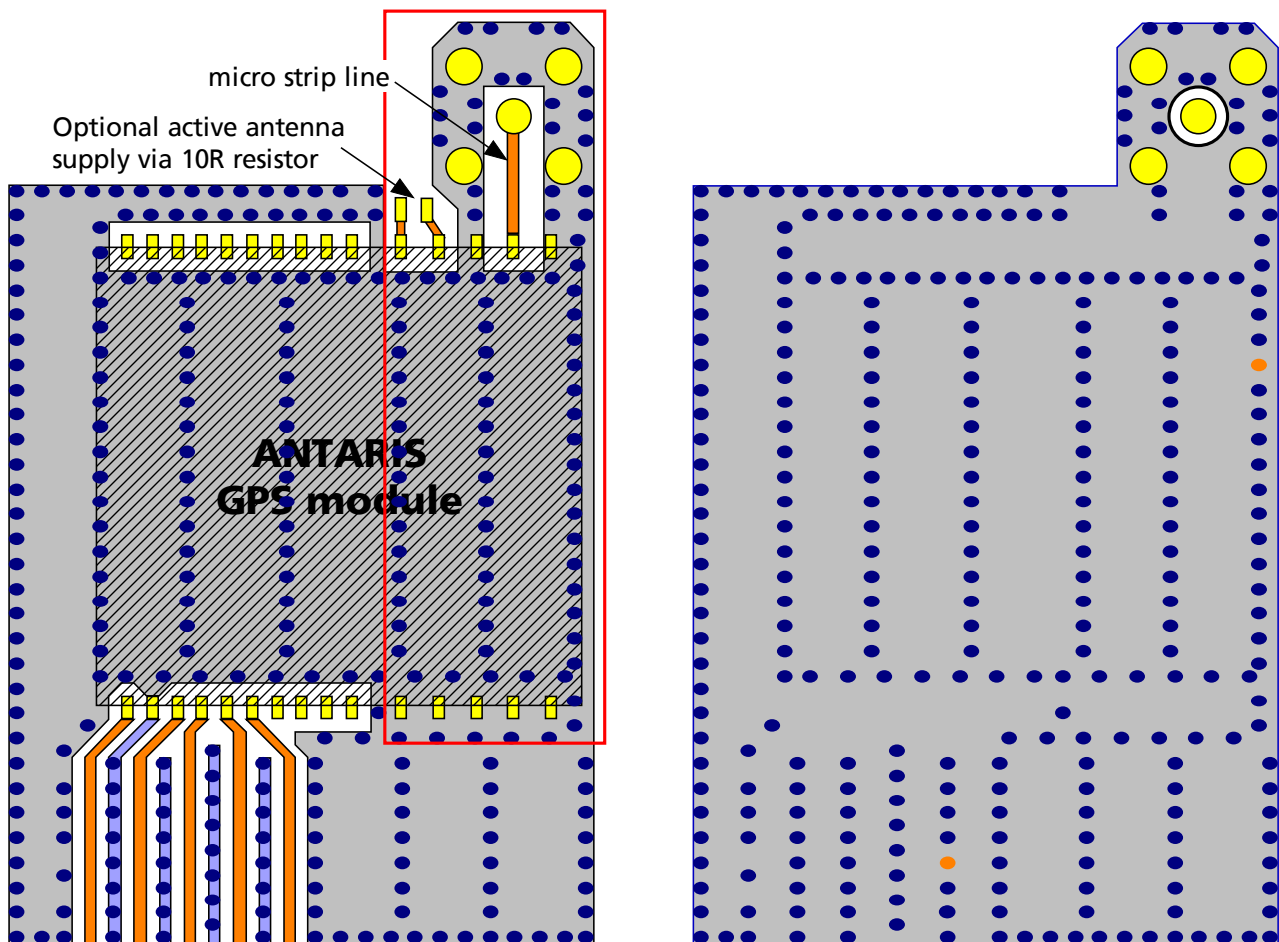 micro strip line
Optional active antenna
supply via 10R resistor
ANTARIS
GPS module